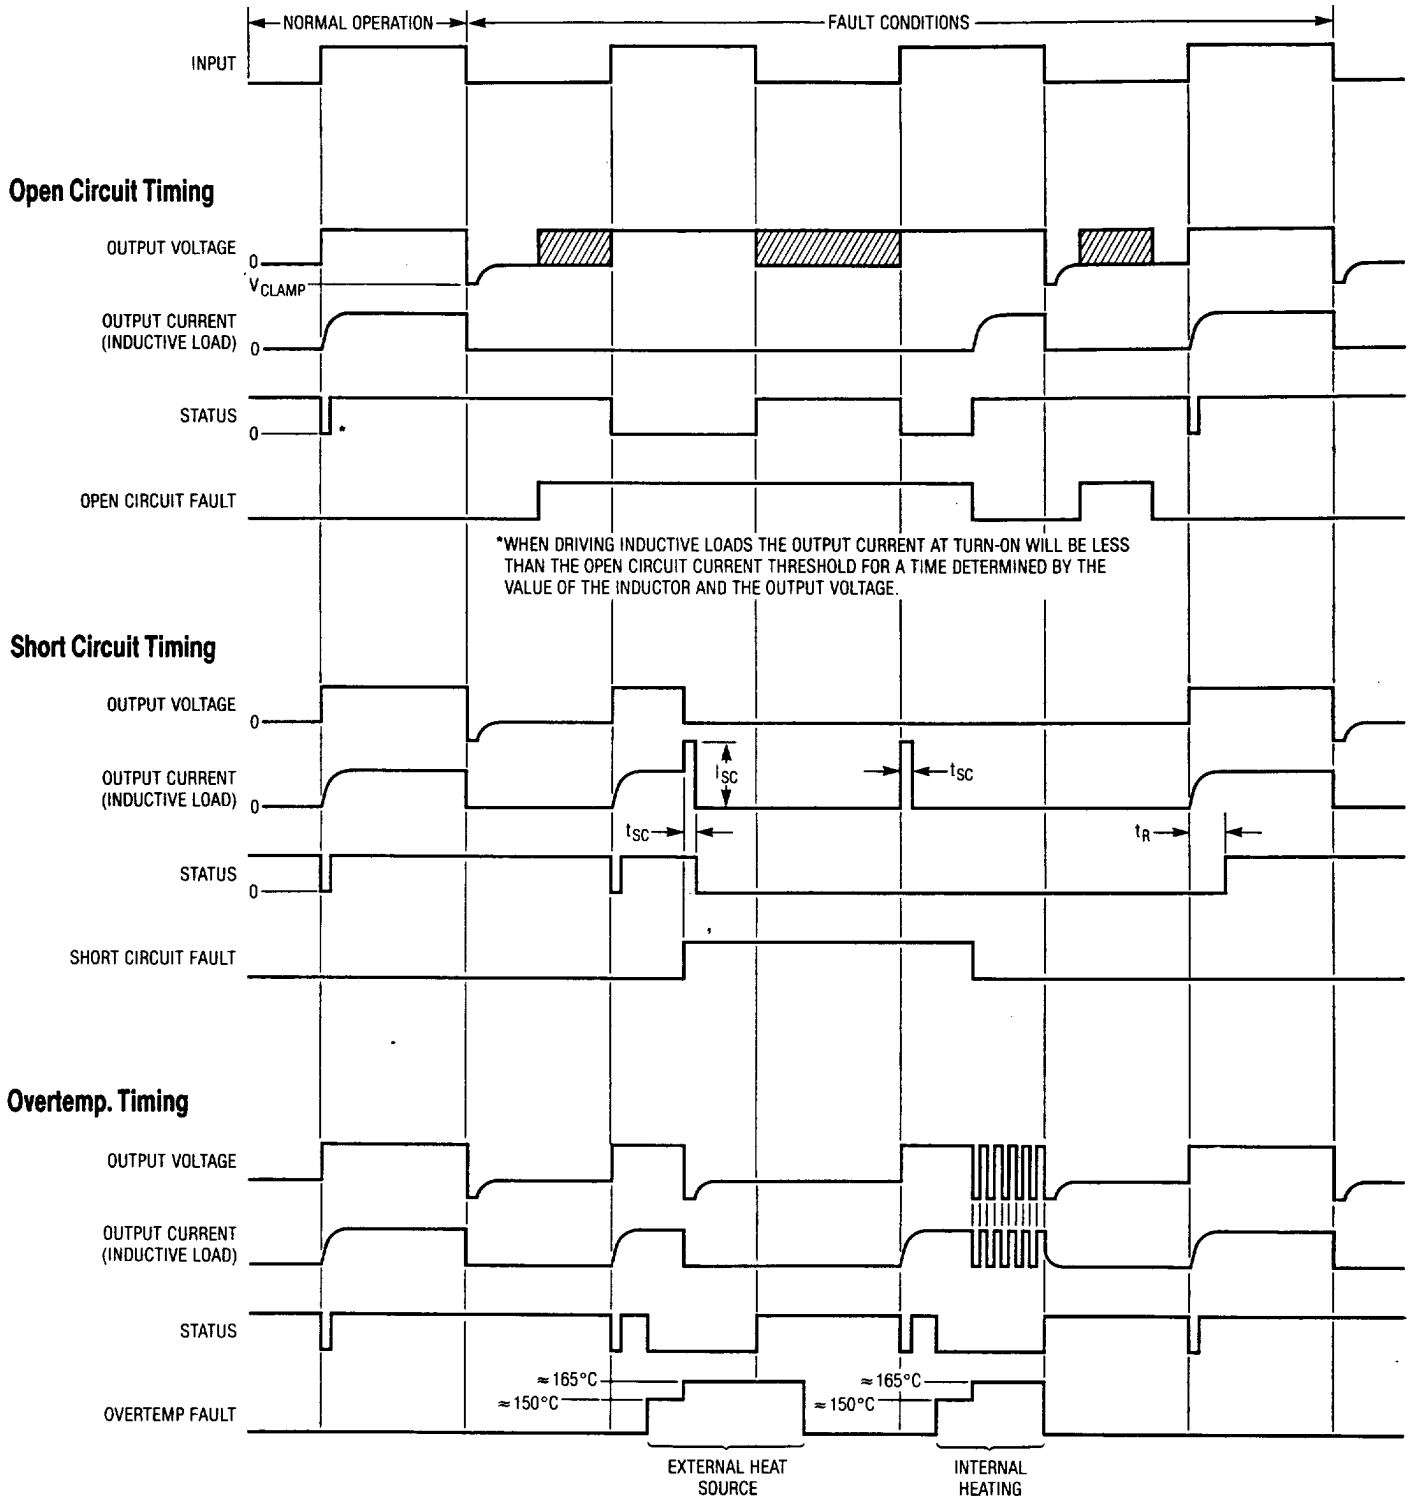 NORMAL OPERATION
FAULT CONDITIONS
INPUT
Open Circuit Timing
OUTPUT VOLTAGE
0
VCLAMP
OUTPUT CURRENT
(INDUCTIVE LOAD)
0
STATUS
0
*
OPEN CIRCUIT FAULT
*WHEN DRIVING INDUCTIVE LOADS THE OUTPUT CURRENT AT TURN-ON WILL BE LESS
THAN THE OPEN CIRCUIT CURRENT THRESHOLD FOR A TIME DETERMINED BY THE
VALUE OF THE INDUCTOR AND THE OUTPUT VOLTAGE.
Short Circuit Timing
OUTPUT VOLTAGE
0
OUTPUT CURRENT
(INDUCTIVE LOAD)
0
ISC
tSC
tSC
tR
STATUS
0
SHORT CIRCUIT FAULT
Overtemp. Timing
OUTPUT VOLTAGE
OUTPUT CURRENT
(INDUCTIVE LOAD)
STATUS
≈165°C
≈165°C
≈150°C
≈150°C
OVERTEMP FAULT
EXTERNAL HEAT
SOURCE
INTERNAL
HEATING